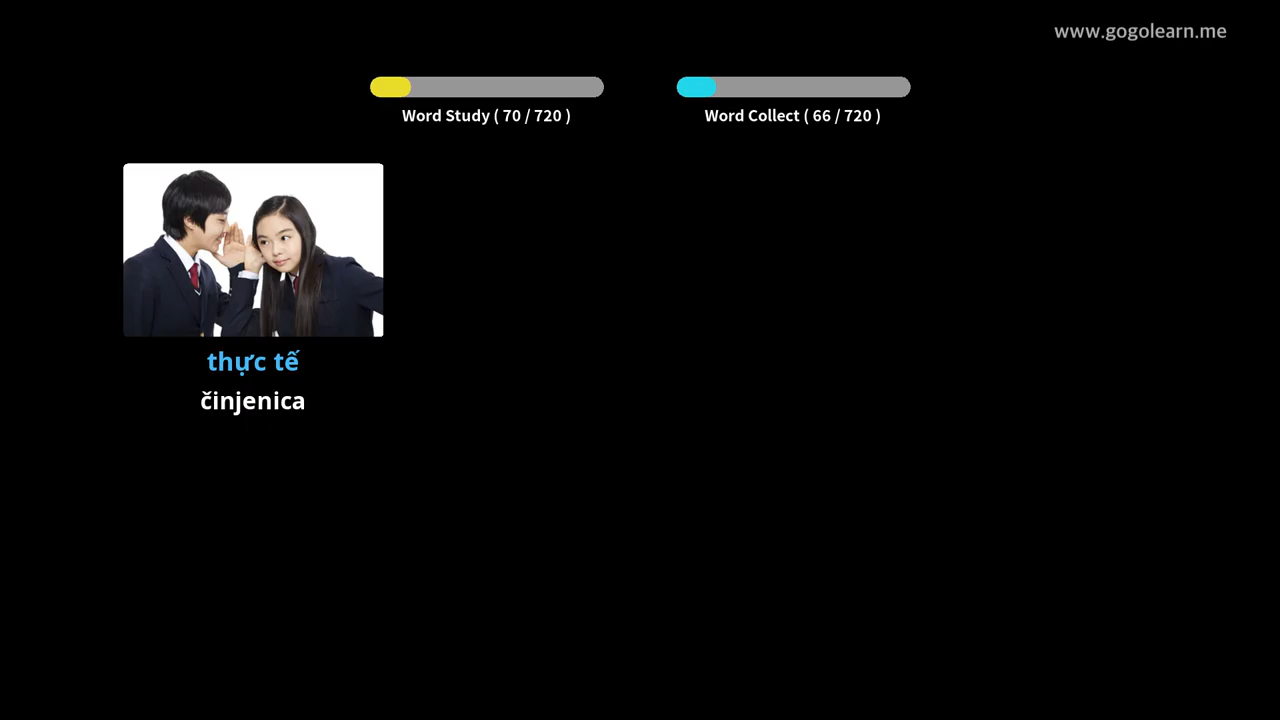 www.gogolearn.me
Word Study ( 70 / 720 )
Word Collect ( 66 / 720 )
thực tế
činjenica